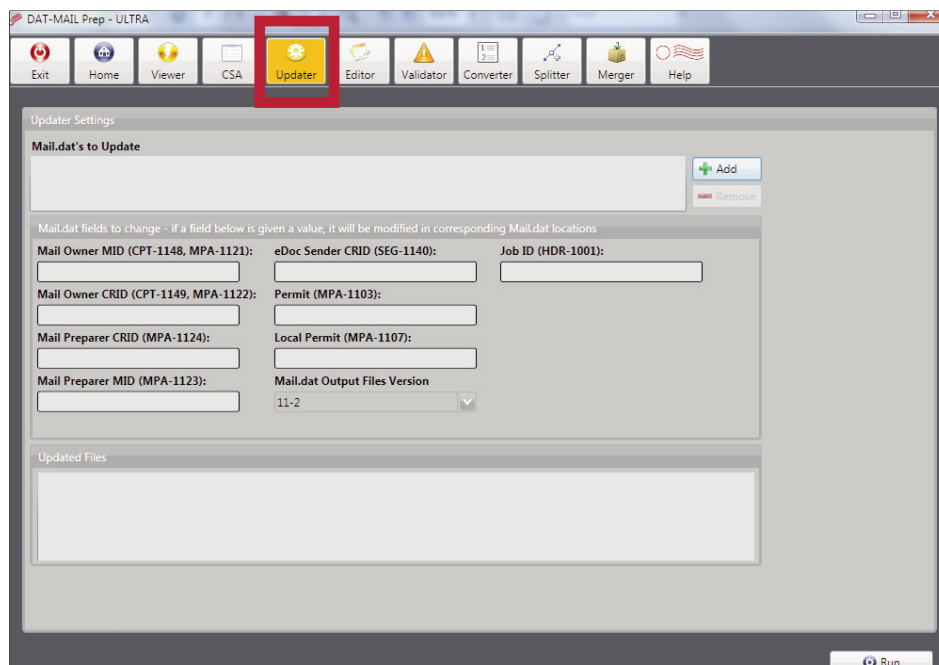 DAT-MAIL Prep - ULTRA
Exit Home Viewer CSA Updater Editor Validator Converter Splitter Merger Help
Updater Settings
Mail.dat's to Update
Add
Remove
Mail.dat fields to change - if a field below is given a value, it will be modified in corresponding Mail.dat locations
Mail Owner MID (CPT-1148, MPA-1121): eDoc Sender CRID (SEG-1140): Job ID (HDR-1001):
Mail Owner CRID (CPT-1149, MPA-1122): Permit (MPA-1103):
Mail Preparer CRID (MPA-1124): Local Permit (MPA-1107):
Mail Preparer MID (MPA-1123): Mail.dat Output Files Version
11-2
Updated Files
Run